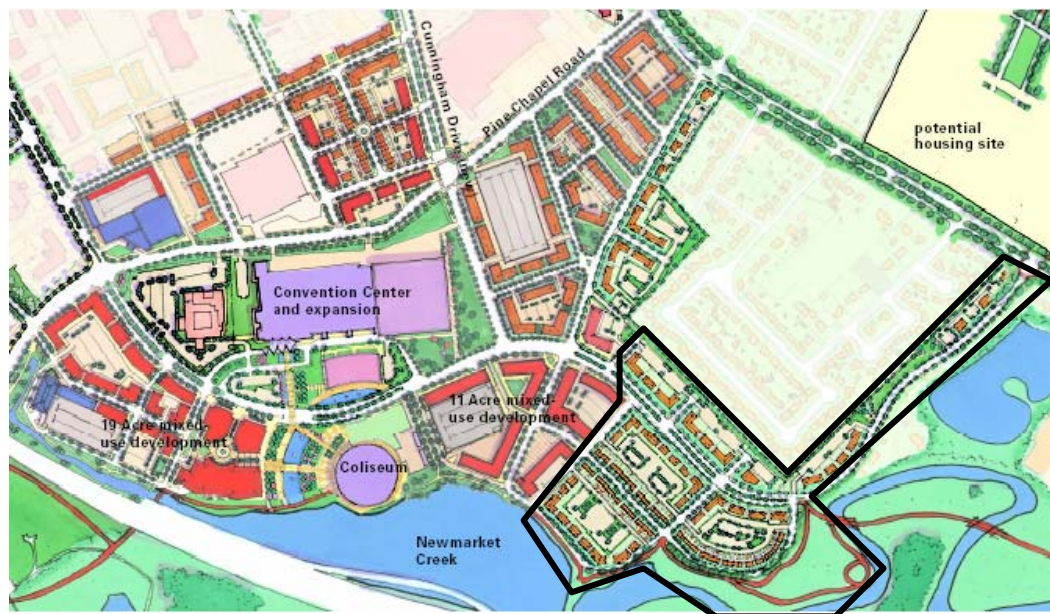 Cunningham Drive
Pine Chapel Road
potential
housing site
Convention Center
and expansion
11 Acre mixed-
use development
19 Acre mixed-
use development
Coliseum
Newmarket
Creek